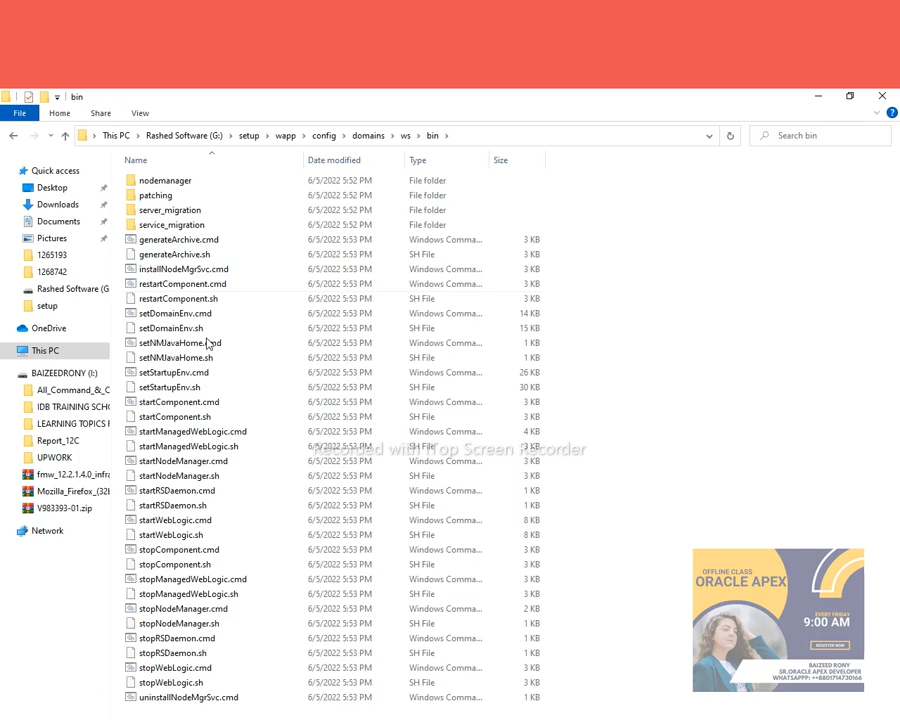 bin
File Home Share View
This PC Rashed Software (G:) setup wapp config domains ws bin
Search bin
Quick access
Desktop
Downloads
Documents
Pictures
1265193
1268742
Rashed Software (G:
setup
OneDrive
This PC
BAIZEEDRONY (I:)
All_Command_&_C
IDB TRAINING SCH
LEARNING TOPICS F
Report_12C
UPWORK
fmw_12.2.1.4.0_infra
Mozilla_Firefox_(32b
V983393-01.zip
Network
Name Date modified Type Size
nodemanager 6/5/2022 5:52 PM File folder
patching 6/5/2022 5:52 PM File folder
server_migration 6/5/2022 5:52 PM File folder
service_migration 6/5/2022 5:52 PM File folder
generateArchive.cmd 6/5/2022 5:53 PM Windows Comma... 3 KB
generateArchive.sh 6/5/2022 5:53 PM SH File 3 KB
installNodeMgrSvc.cmd 6/5/2022 5:53 PM Windows Comma... 3 KB
restartComponent.cmd 6/5/2022 5:53 PM Windows Comma... 3 KB
restartComponent.sh 6/5/2022 5:53 PM SH File 3 KB
setDomainEnv.cmd 6/5/2022 5:53 PM Windows Comma... 14 KB
setDomainEnv.sh 6/5/2022 5:53 PM SH File 15 KB
setNMJavaHome.cmd 6/5/2022 5:53 PM Windows Comma... 1 KB
setNMJavaHome.sh 6/5/2022 5:53 PM SH File 1 KB
setStartupEnv.cmd 6/5/2022 5:53 PM Windows Comma... 26 KB
setStartupEnv.sh 6/5/2022 5:53 PM SH File 30 KB
startComponent.cmd 6/5/2022 5:53 PM Windows Comma... 3 KB
startComponent.sh 6/5/2022 5:53 PM SH File 3 KB
startManagedWebLogic.cmd 6/5/2022 5:53 PM Windows Comma... 4 KB
startManagedWebLogic.sh 6/5/2022 5:53 PM SH File 3 KB
Recorded with iTop Screen Recorder
startNodeManager.cmd 6/5/2022 5:53 PM Windows Comma... 3 KB
startNodeManager.sh 6/5/2022 5:53 PM SH File 3 KB
startRSDaemon.cmd 6/5/2022 5:53 PM Windows Comma... 1 KB
startRSDaemon.sh 6/5/2022 5:53 PM SH File 1 KB
startWebLogic.cmd 6/5/2022 5:53 PM Windows Comma... 8 KB
startWebLogic.sh 6/5/2022 5:53 PM SH File 8 KB
stopComponent.cmd 6/5/2022 5:53 PM Windows Comma... 3 KB
stopComponent.sh 6/5/2022 5:53 PM SH File 3 KB
stopManagedWebLogic.cmd 6/5/2022 5:53 PM Windows Comma... 3 KB
stopManagedWebLogic.sh 6/5/2022 5:53 PM SH File 3 KB
stopNodeManager.cmd 6/5/2022 5:53 PM Windows Comma... 2 KB
stopNodeManager.sh 6/5/2022 5:53 PM SH File 1 KB
stopRSDaemon.cmd 6/5/2022 5:53 PM Windows Comma... 1 KB
stopRSDaemon.sh 6/5/2022 5:53 PM SH File 1 KB
stopWebLogic.cmd 6/5/2022 5:53 PM Windows Comma... 3 KB
stopWebLogic.sh 6/5/2022 5:53 PM SH File 3 KB
uninstallNodeMgrSvc.cmd 6/5/2022 5:53 PM Windows Comma... 1 KB
OFFLINE CLASS
ORACLE APEX
EVERY FRIDAY
9:00 AM
REGISTER NOW
BAIZEED RONY
SR.ORACLE APEX DEVELOPER
WHATSAPPP: ++8801714730166